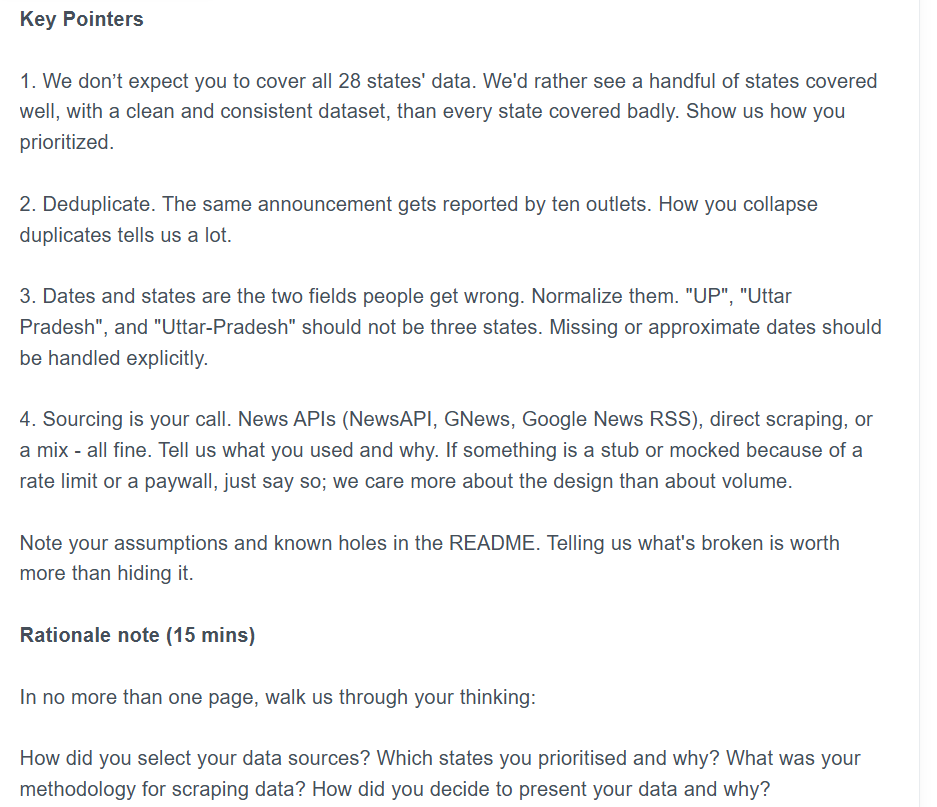 Key Pointers
1. We don’t expect you to cover all 28 states' data. We'd rather see a handful of states covered
well, with a clean and consistent dataset, than every state covered badly. Show us how you
prioritized.
2. Deduplicate. The same announcement gets reported by ten outlets. How you collapse
duplicates tells us a lot.
3. Dates and states are the two fields people get wrong. Normalize them. "UP", "Uttar
Pradesh", and "Uttar-Pradesh" should not be three states. Missing or approximate dates should
be handled explicitly.
4. Sourcing is your call. News APIs (NewsAPI, GNews, Google News RSS), direct scraping, or
a mix - all fine. Tell us what you used and why. If something is a stub or mocked because of a
rate limit or a paywall, just say so; we care more about the design than about volume.
Note your assumptions and known holes in the README. Telling us what's broken is worth
more than hiding it.
Rationale note (15 mins)
In no more than one page, walk us through your thinking:
How did you select your data sources? Which states you prioritised and why? What was your
methodology for scraping data? How did you decide to present your data and why?